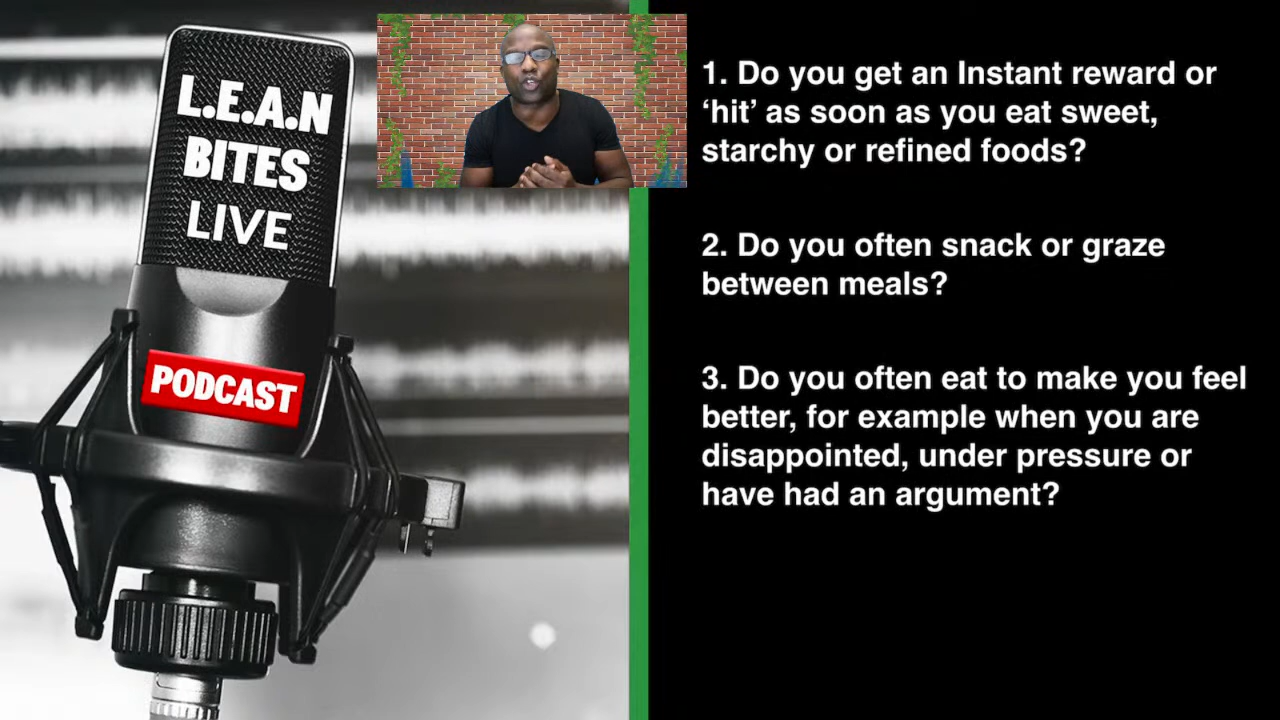 L.E.A.N
BITES
LIVE
PODCAST
1. Do you get an Instant reward or
‘hit’ as soon as you eat sweet,
starchy or refined foods?
2. Do you often snack or graze
between meals?
3. Do you often eat to make you feel
better, for example when you are
disappointed, under pressure or
have had an argument?